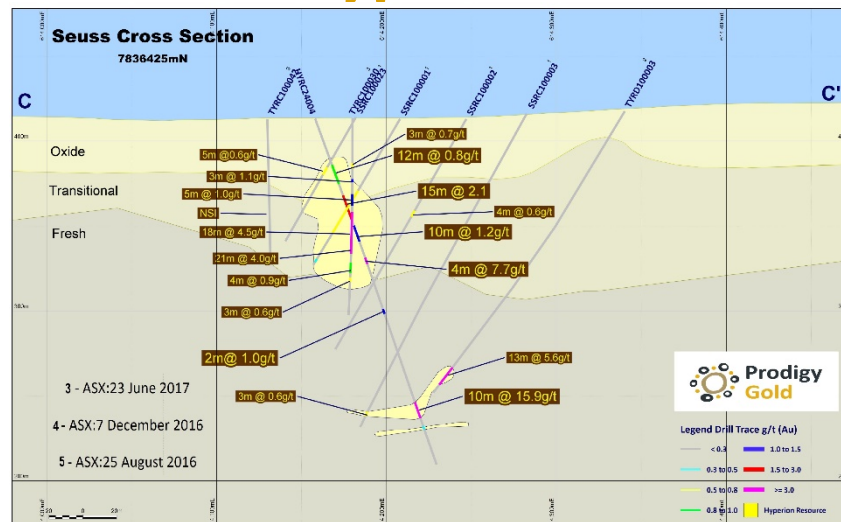 Seuss Cross Section
7836425mN
C
C'
TYRC100042
HYRC24004
TYRC100030
SSRC100023
SSRC100001
SSRC100002
SSRC100003
TYRD100003
Oxide
Transitional
Fresh
5m @0.6g/t
3m @ 1.1g/t
5m @ 1.0g/t
NSI
18m @ 4.5g/t
21m @ 4.0g/t
4m @ 0.9g/t
3m @ 0.6g/t
2m@ 1.0g/t
3m @ 0.6g/t
3m @ 0.7g/t
12m @ 0.8g/t
15m @ 2.1
4m @ 0.6g/t
10m @ 1.2g/t
4m @ 7.7g/t
13m @ 5.6g/t
10m @ 15.9g/t
3 - ASX:23 June 2017
4 - ASX:7 December 2016
5 - ASX:25 August 2016
Prodigy
Gold
Legend Drill Trace g/t (Au)
< 0.3
1.0 to 1.5
0.3 to 0.5
1.5 to 3.0
0.5 to 0.8
>= 3.0
0.8 to 1.0
Hyperion Resource